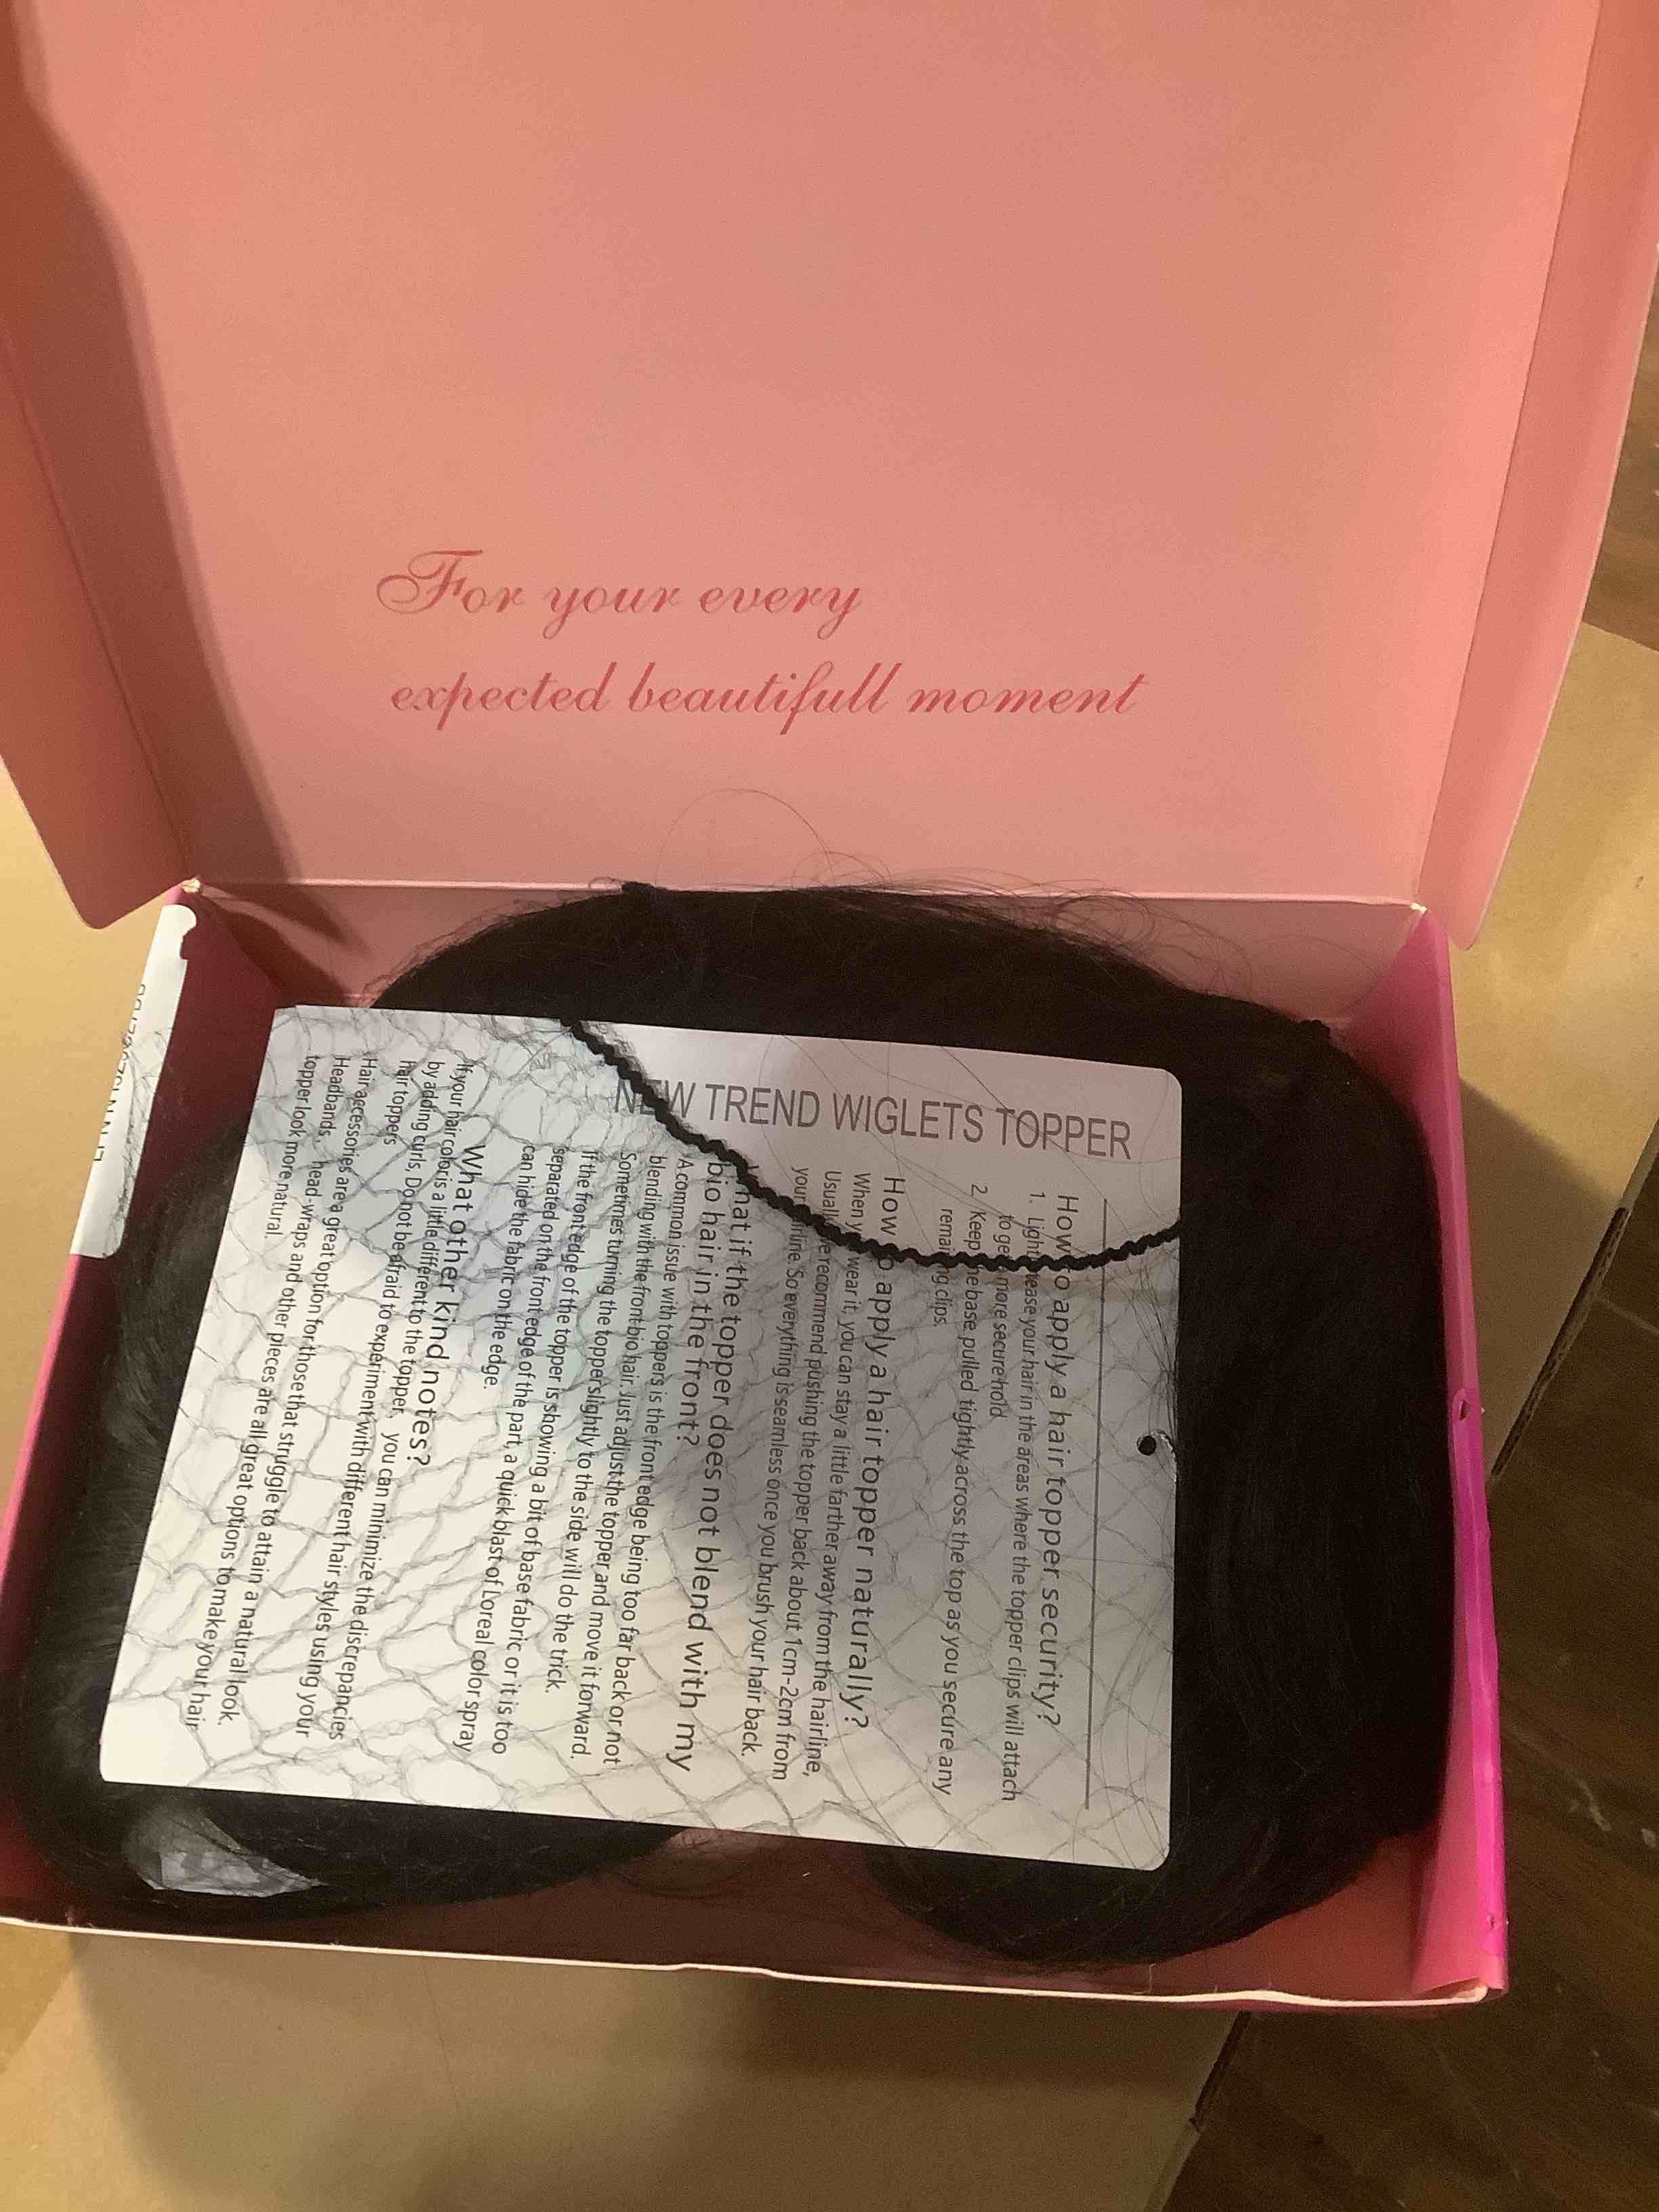 For your every
expected beautifull moment
NEW TREND WIGLETS TOPPER
How to apply a hair topper security?
1. Light tease your hair in the areas where the topper clips will attach
to get more secure hold
2. Keep the base pulled tightly across the top as you secure any
remaining clips.
How to apply a hair topper naturally?
When y wear it, you can stay a little farther away from the hairline,
Usually we recommend pushing the topper back about 1cm-2cm from
your hairline. So everything is seamless once you brush your hair back.
What if the topper does not blend with my
bio hair in the front?
A common issue with toppers is the front edge being too far back or not
blending with the front bio hair. Just adjust the topper and move it forward.
Sometimes turning the topper slightly to the side will do the trick.
If the front edge of the topper is showing a bit of base fabric or it is too
separated on the front edge of the part, a quick blast of Loreal color spray
can hide the fabric on the edge.
What other kind notes?
If your hair color is a little different to the topper, you can minimize the discrepancies
by adding curls, Do not be afraid to experiment with different hair styles using your
hair toppers
Hair accessories are a great option for those that struggle to attain a natural look.
Headbands, head-wraps and other pieces are all great options to make your hair
topper look more natural.